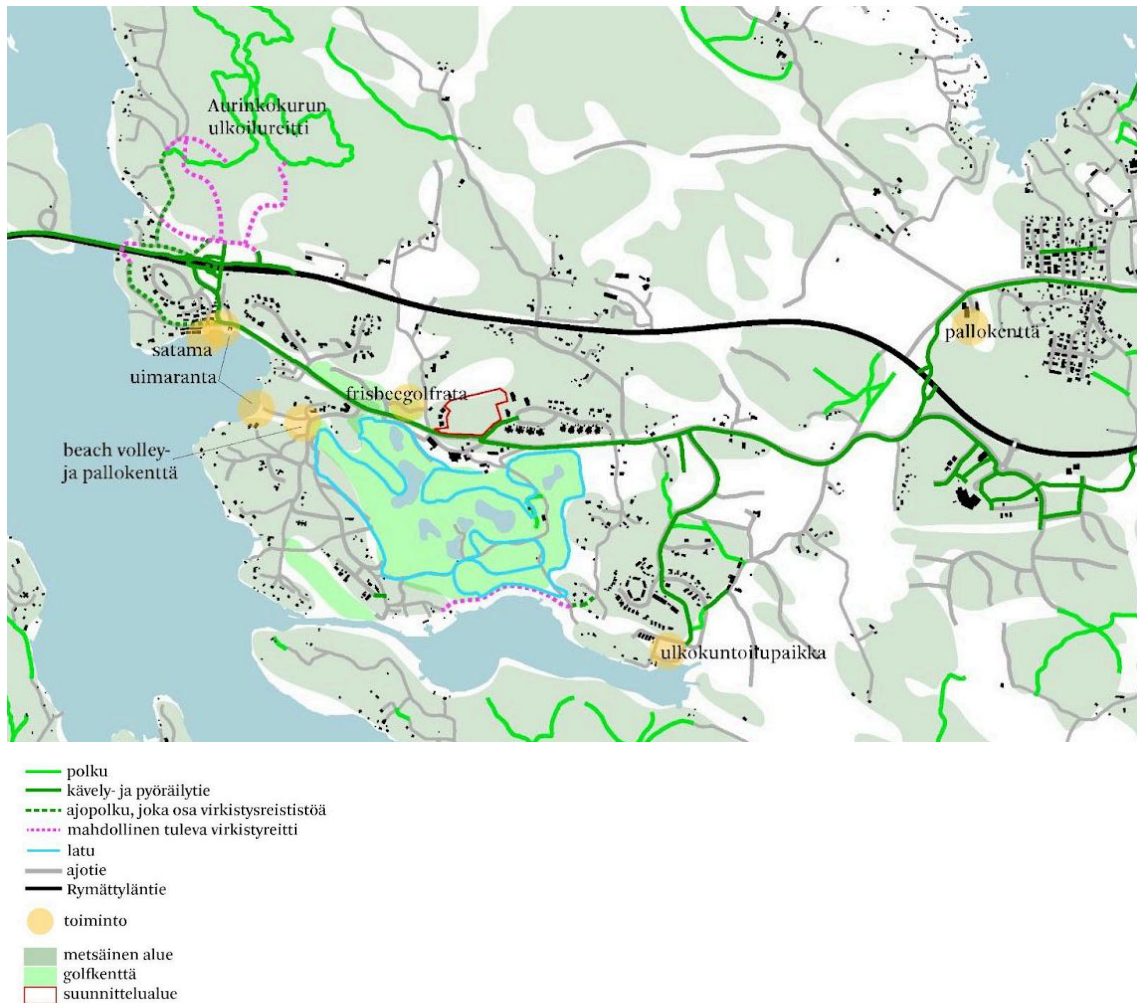 Aurinkokurun
ulkoilureitti
satama
uimaranta
frisbeegolfrata
pallokenttä
beach volley-
ja pallokenttä
ulkokuntoilupaikka
polku
kävely- ja pyöräilytie
ajopolku, joka osa virkistysreististöä
mahdollinen tuleva virkistyreitti
latu
ajotie
Rymättyläntie
toiminto
metsäinen alue
golfkenttä
suunnittelualue